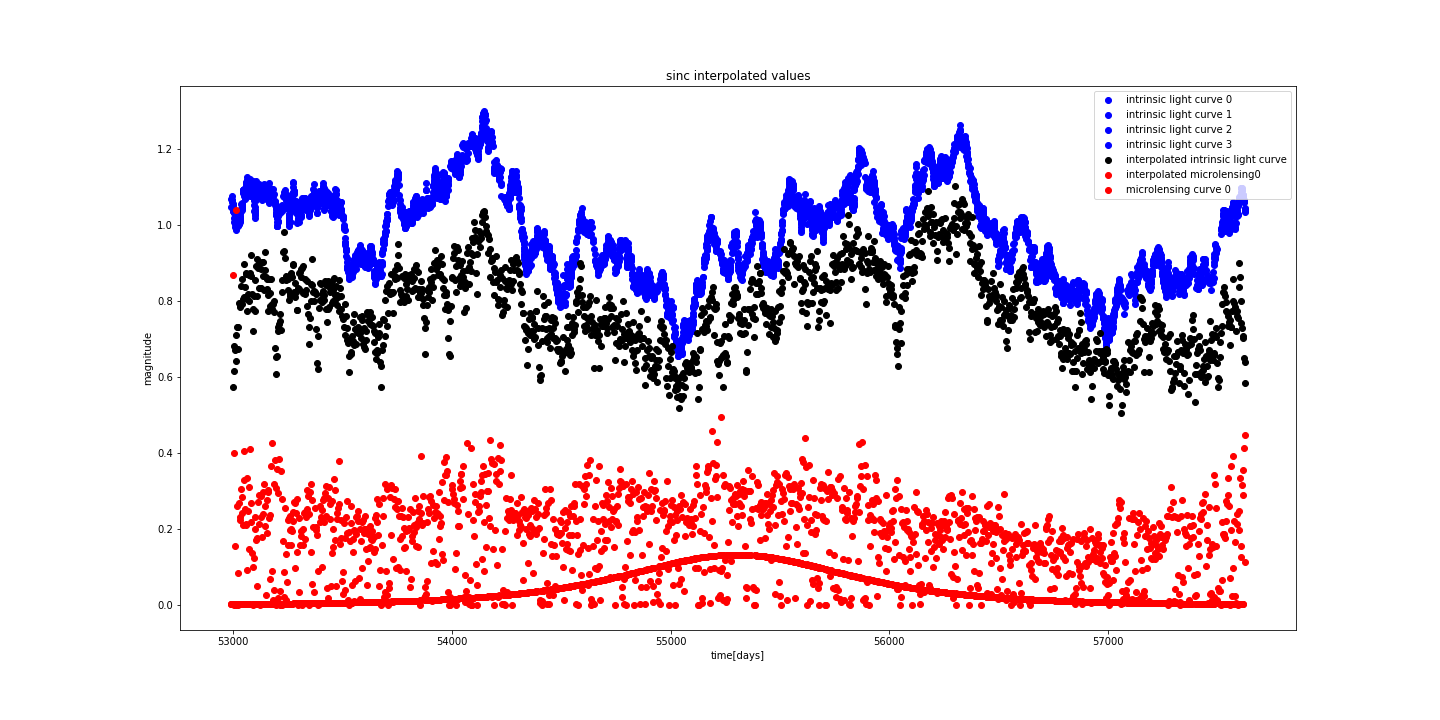 sinc interpolated values
intrinsic light curve 0
intrinsic light curve 1
intrinsic light curve 2
intrinsic light curve 3
interpolated intrinsic light curve
interpolated microlensing0
microlensing curve 0
magnitude
1.2
1.0
0.8
0.6
0.4
0.2
0.0
53000 54000 55000 56000 57000
time[days]